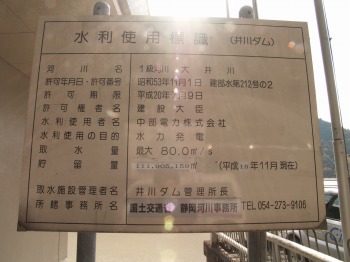 水利使用標識 (井川ダム)
河川名 1級河川 大井川
許可年月日・許可番号 昭和53年11月1日 建部水第212号の2
許可期限 平成20年 月9日
許可権者名 建設大臣
水利使用者名 中部電力株式会社
水利使用の目的 水力発電
取水量 最大 80.0㎥/s
貯留量 (平成 年11月現在)
取水施設管理者名 井川ダム管理所長
所轄事務所名 国土交通省 静岡河川事務所 TEL 054-273-9106